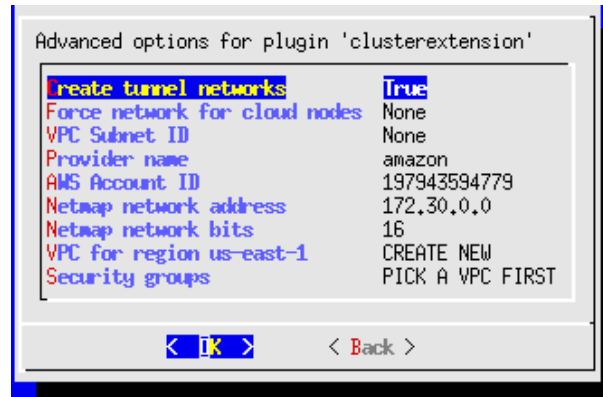 Advanced options for plugin 'clusterextension'
Create tunnel networks True
Force network for cloud nodes None
VPC Subnet ID None
Provider name amazon
AWS Account ID 197943594779
Netmap network address 172.30.0.0
Netmap network bits 16
VPC for region us-east-1 CREATE NEW
Security groups PICK A VPC FIRST
< OK > < Back >